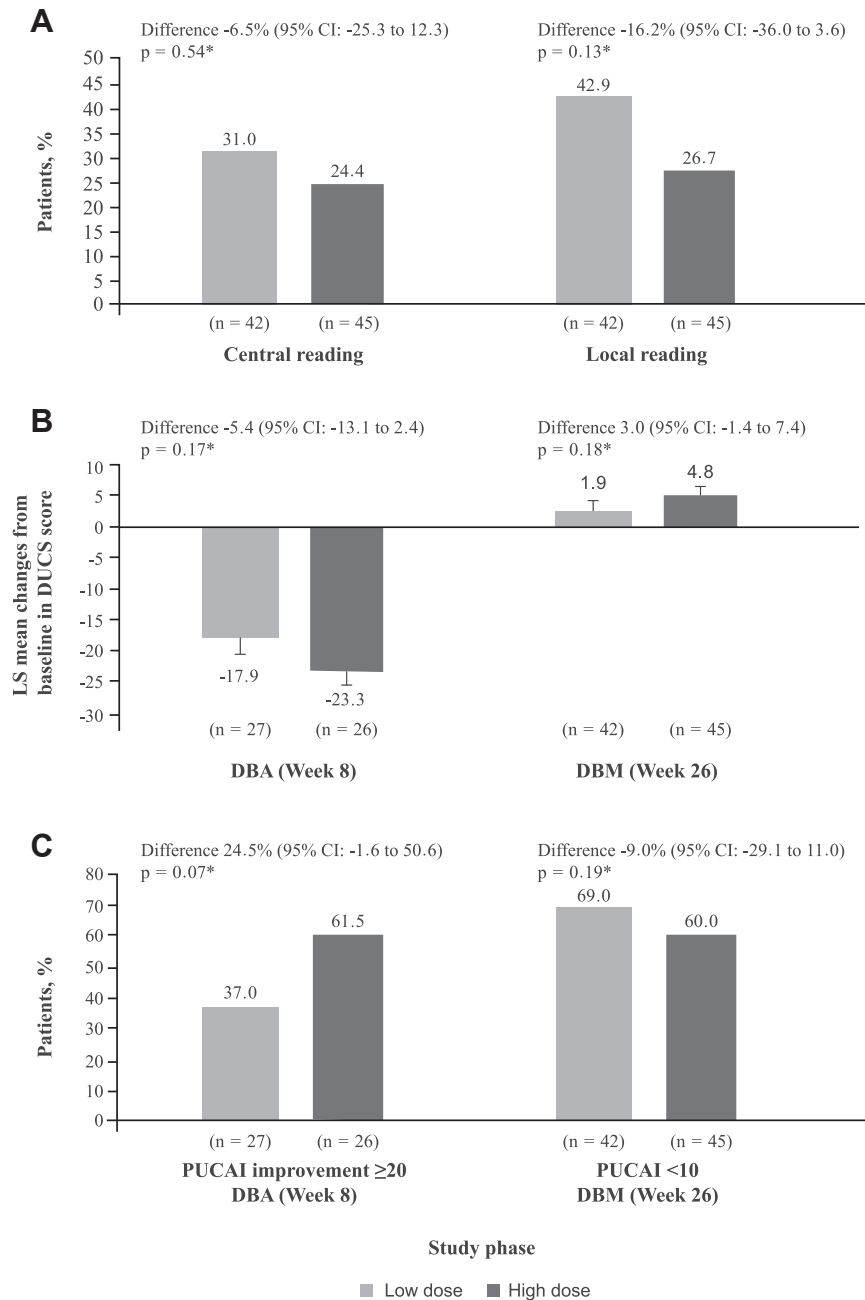 A
Difference -6.5% (95% CI: -25.3 to 12.3)
p = 0.54*
Difference -16.2% (95% CI: -36.0 to 3.6)
p = 0.13*
Patients, %
50
45
40
35
30
25
20
15
10
5
0
31.0
24.4
42.9
26.7
(n = 42) (n = 45) (n = 42) (n = 45)
Central reading Local reading
B
Difference -5.4 (95% CI: -13.1 to 2.4)
p = 0.17*
Difference 3.0 (95% CI: -1.4 to 7.4)
p = 0.18*
LS mean changes from
baseline in DUCS score
10
5
0
-5
-10
-15
-20
-25
-30
-17.9
-23.3
1.9
4.8
(n = 27) (n = 26) (n = 42) (n = 45)
DBA (Week 8) DBM (Week 26)
C
Difference 24.5% (95% CI: -1.6 to 50.6)
p = 0.07*
Difference -9.0% (95% CI: -29.1 to 11.0)
p = 0.19*
Patients, %
80
70
60
50
40
30
20
10
0
37.0
61.5
69.0
60.0
(n = 27) (n = 26) (n = 42) (n = 45)
PUCAI improvement ≥20 PUCAI <10
DBA (Week 8) DBM (Week 26)
Study phase
Low dose High dose